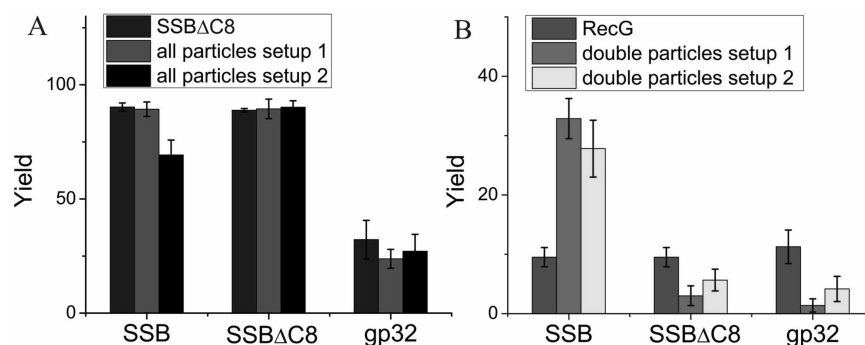 A
SSBΔC8
all particles setup 1
all particles setup 2
100
50
0
Yield
SSB
SSBΔC8
gp32
B
RecG
double particles setup 1
double particles setup 2
40
20
0
Yield
SSB
SSBΔC8
gp32